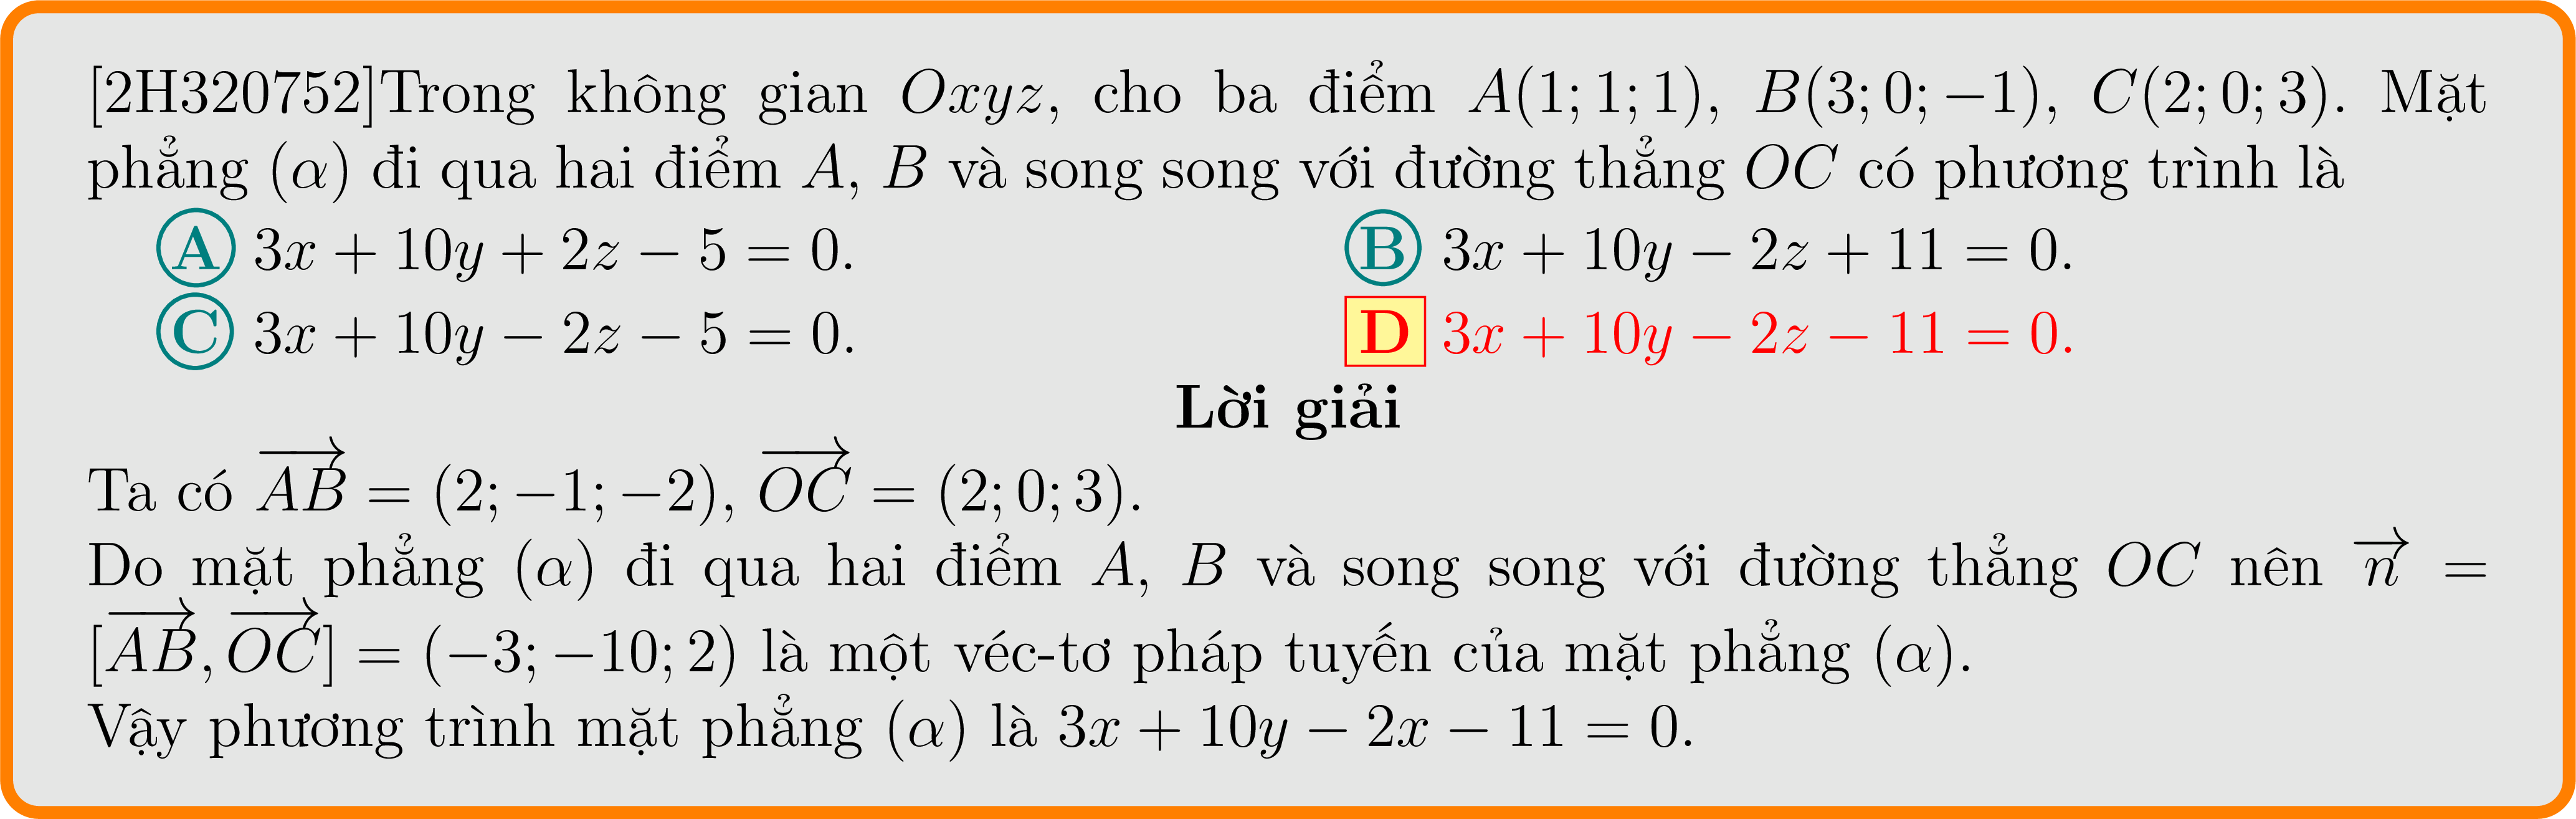 [2H320752]Trong không gian Oxyz, cho ba điểm A(1; 1; 1), B(3; 0; −1), C(2; 0; 3). Mặt
phẳng (α) đi qua hai điểm A, B và song song với đường thẳng OC có phương trình là
A 3x + 10y + 2z − 5 = 0. B 3x + 10y − 2z + 11 = 0.
C 3x + 10y − 2z − 5 = 0. D 3x + 10y − 2z − 11 = 0.
Lời giải
Ta có \overrightarrow{AB} = (2; −1; −2), \overrightarrow{OC} = (2; 0; 3).
Do mặt phẳng (α) đi qua hai điểm A, B và song song với đường thẳng OC nên \overrightarrow{n} =
[\overrightarrow{AB}, \overrightarrow{OC}] = (−3; −10; 2) là một véc-tơ pháp tuyến của mặt phẳng (α).
Vậy phương trình mặt phẳng (α) là 3x + 10y − 2x − 11 = 0.